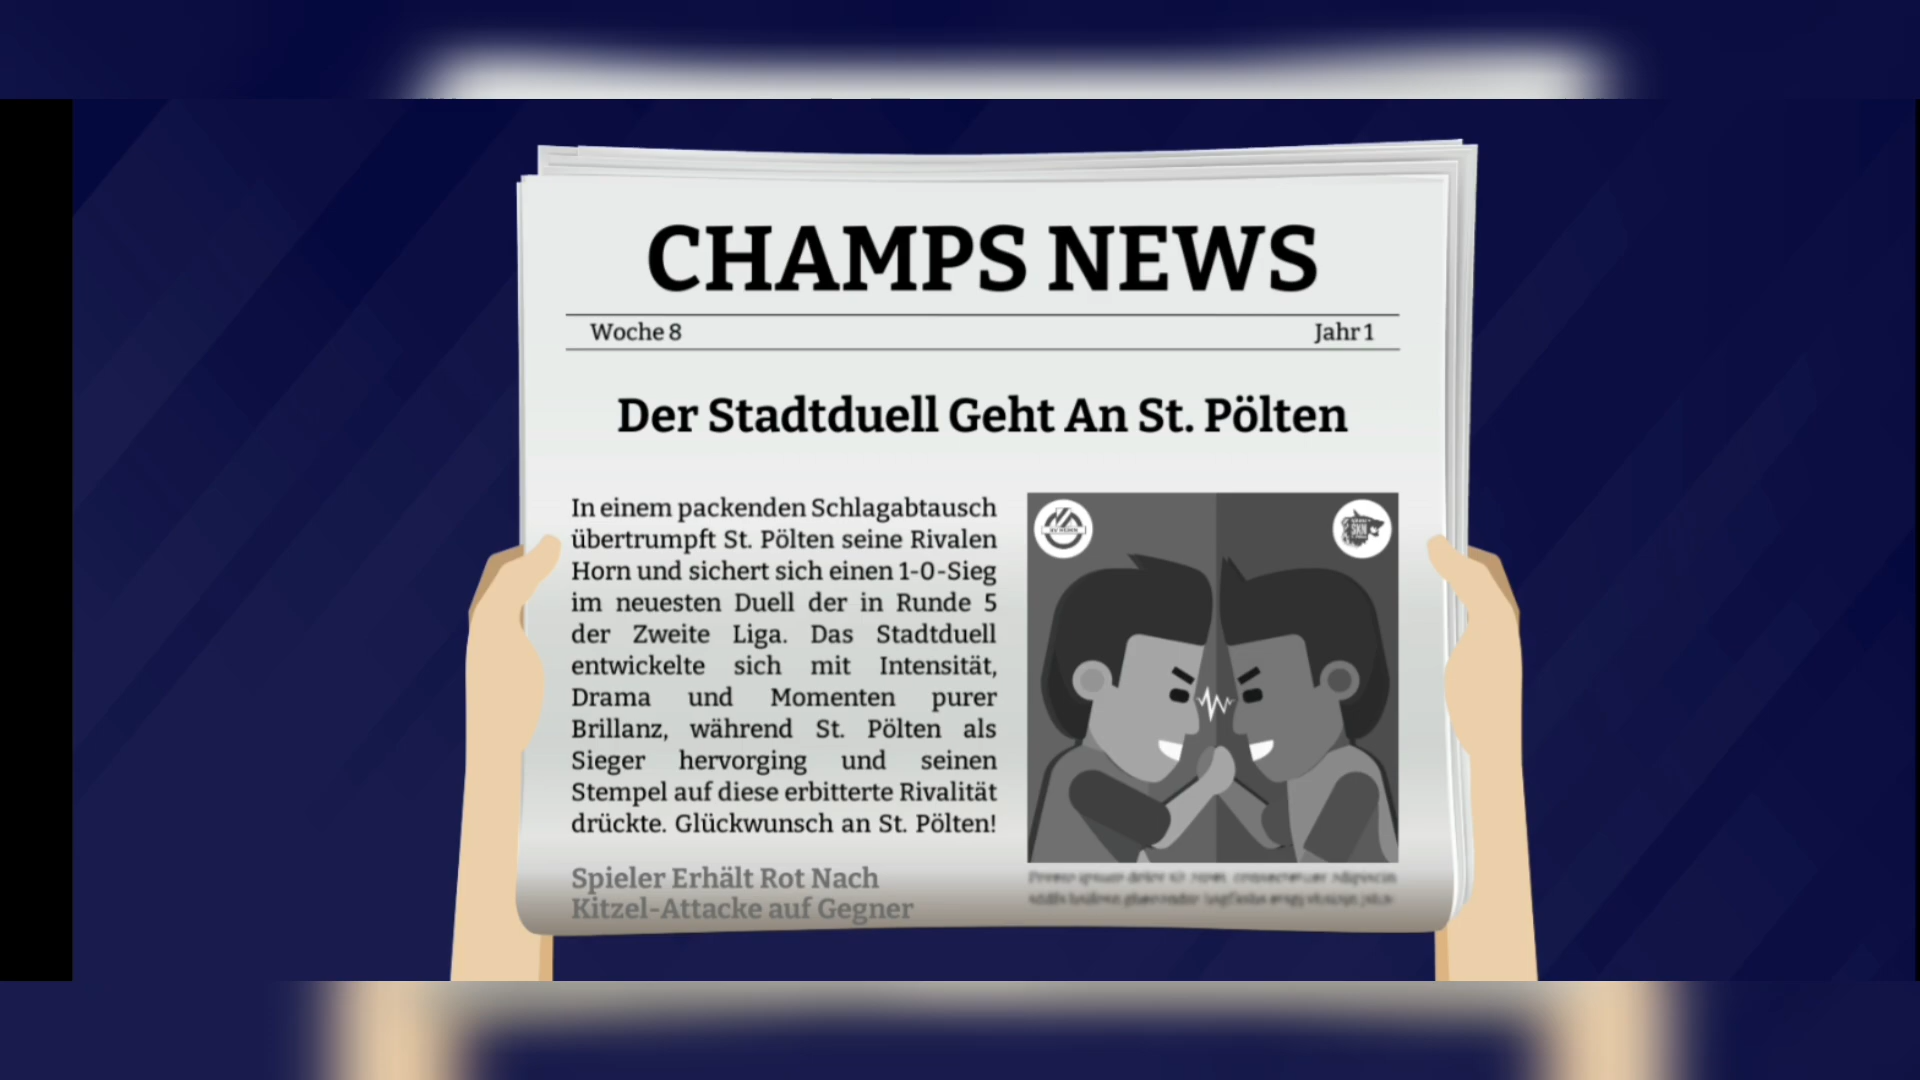 CHAMPS NEWS
Woche 8
Jahr 1
Der Stadtduell Geht An St. Pölten
In einem packenden Schlagabtausch
übertrumpft St. Pölten seine Rivalen
Horn und sichert sich einen 1-0-Sieg
im neuesten Duell der in Runde 5
der Zweite Liga. Das Stadtduell
entwickelte sich mit Intensität,
Drama und Momenten purer
Brillanz, während St. Pölten als
Sieger hervorging und seinen
Stempel auf diese erbitterte Rivalität
drückte. Glückwunsch an St. Pölten!
Spieler Erhält Rot Nach
Kitzel-Attacke auf Gegner
SKN